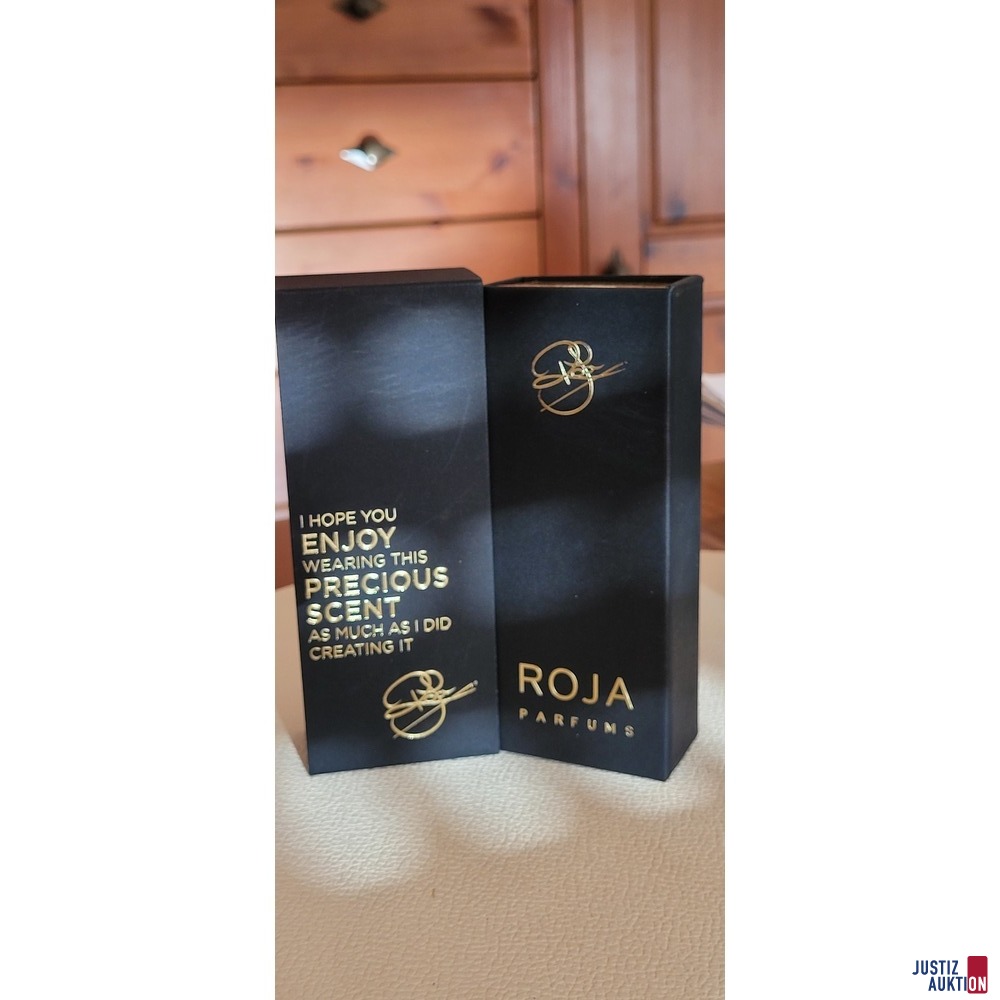 I HOPE YOU
ENJOY
WEARING THIS
PRECIOUS
SCENT
AS MUCH AS I DID
CREATING IT
ROJA
PARFUMS
JUSTIZ
AUKTION